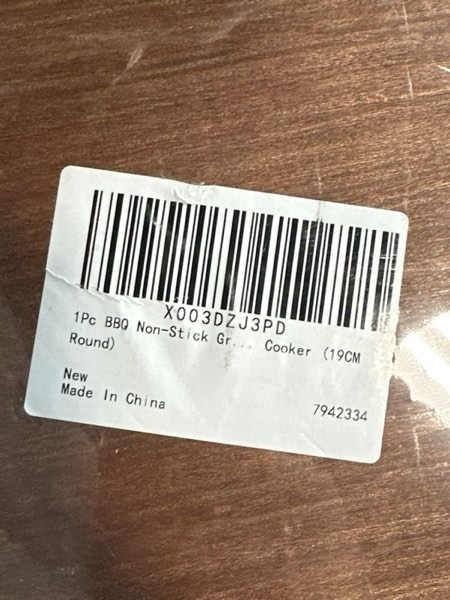 X003DZJ3PD
1Pc BBQ Non-Stick Gr... Cooker (19CM
Round)
New
Made In China
7942334